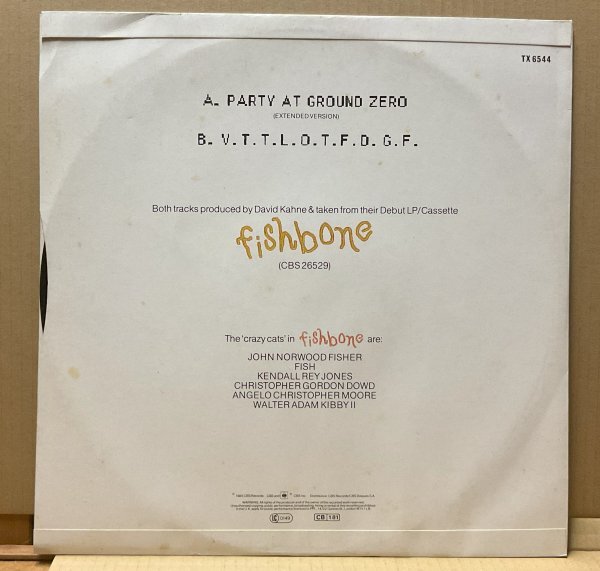 TX 6544
A. PARTY AT GROUND ZERO
(EXTENDED VERSION)
B. V.T.T.L.O.T.F.D.G.F.
Both tracks produced by David Kahne & taken from their Debut LP/Cassette
fishbone
(CBS 26529)
The 'crazy cats' in fishbone are:
JOHN NORWOOD FISHER
FISH
KENDALL REY JONES
CHRISTOPHER GORDON DOWD
ANGELO CHRISTOPHER MOORE
WALTER ADAM KIBBY II
LC 0149 CB 181